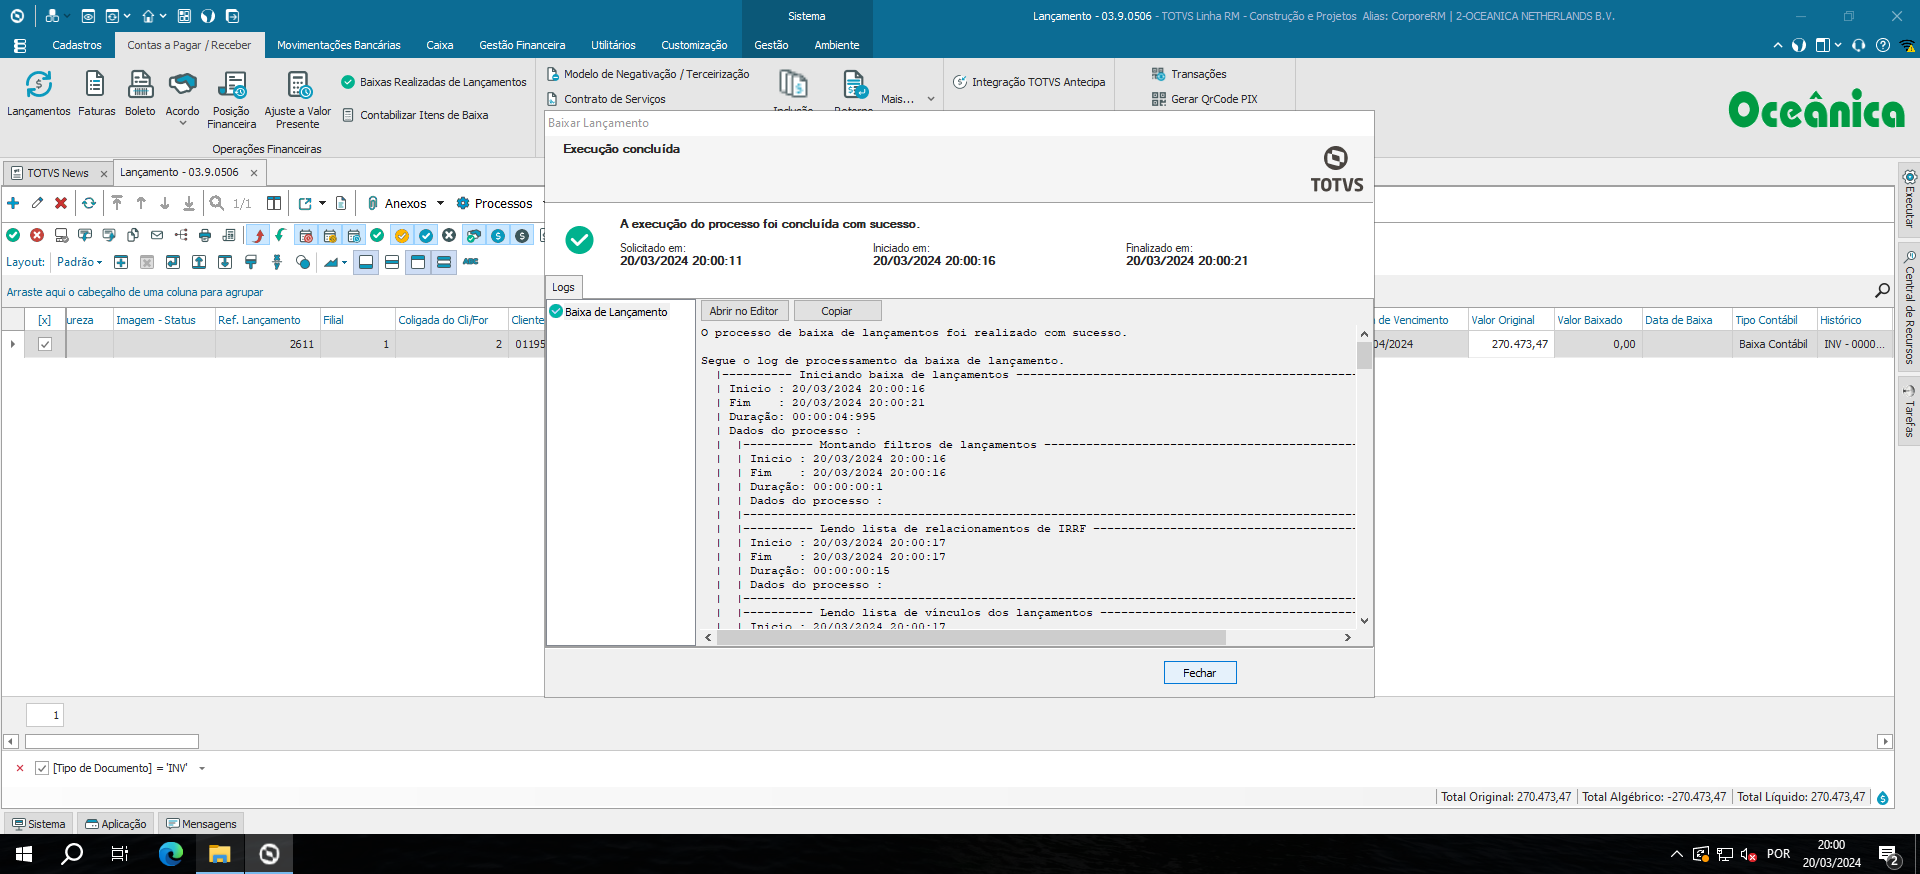 Sistema
Lançamento - 03.9.0506 - TOTVS Linha RM - Construção e Projetos  Alias: CorporeRM | 2-OCEANICA NETHERLANDS B.V.
Cadastros
Contas a Pagar / Receber
Movimentações Bancárias
Caixa
Gestão Financeira
Utilitários
Customização
Gestão
Ambiente
Lançamentos
Faturas
Boleto
Acordo
Posição Financeira
Ajuste a Valor Presente
Baixas Realizadas de Lançamentos
Contabilizar Itens de Baixa
Operações Financeiras
Modelo de Negativação / Terceirização
Contrato de Serviços
Mais...
Integração TOTVS Antecipa
Transações
Gerar QrCode PIX
Oceânica
TOTVS News
Lançamento - 03.9.0506
1/1
Anexos
Processos
Layout:
Padrão
ABC
Arraste aqui o cabeçalho de uma coluna para agrupar
[x]
ureza
Imagem - Status
Ref. Lançamento
Filial
Coligada do Cli/For
Cliente
de Vencimento
Valor Original
Valor Baixado
Data de Baixa
Tipo Contábil
Histórico
2611
1
2
01195
04/2024
270.473,47
0,00
Baixa Contábil
INV - 0000...
Baixar Lançamento
Execução concluída
TOTVS
A execução do processo foi concluída com sucesso.
Solicitado em:
20/03/2024 20:00:11
Iniciado em:
20/03/2024 20:00:16
Finalizado em:
20/03/2024 20:00:21
Logs
Baixa de Lançamento
Abrir no Editor
Copiar
O processo de baixa de lançamentos foi realizado com sucesso.
Segue o log de processamento da baixa de lançamento.
|---------- Iniciando baixa de lançamentos ------------------------------------------------
| Inicio : 20/03/2024 20:00:16
| Fim    : 20/03/2024 20:00:21
| Duração: 00:00:04:995
| Dados do processo :
|  |---------- Montando filtros de lançamentos --------------------------------------------
|  | Inicio : 20/03/2024 20:00:16
|  | Fim    : 20/03/2024 20:00:16
|  | Duração: 00:00:00:1
|  | Dados do processo :
|  |----------------------------------------------------------------------------------------
|  |---------- Lendo lista de relacionamentos de IRRF -------------------------------------
|  | Inicio : 20/03/2024 20:00:17
|  | Fim    : 20/03/2024 20:00:17
|  | Duração: 00:00:00:15
|  | Dados do processo :
|  |----------------------------------------------------------------------------------------
|  |---------- Lendo lista de vínculos dos lançamentos ------------------------------------
|  | Inicio : 20/03/2024 20:00:17
Fechar
Executar
Central de Recursos
Tarefas
1
[Tipo de Documento] = 'INV'
Total Original: 270.473,47
Total Algébrico: -270.473,47
Total Líquido: 270.473,47
Sistema
Aplicação
Mensagens
POR
20:00
20/03/2024
2